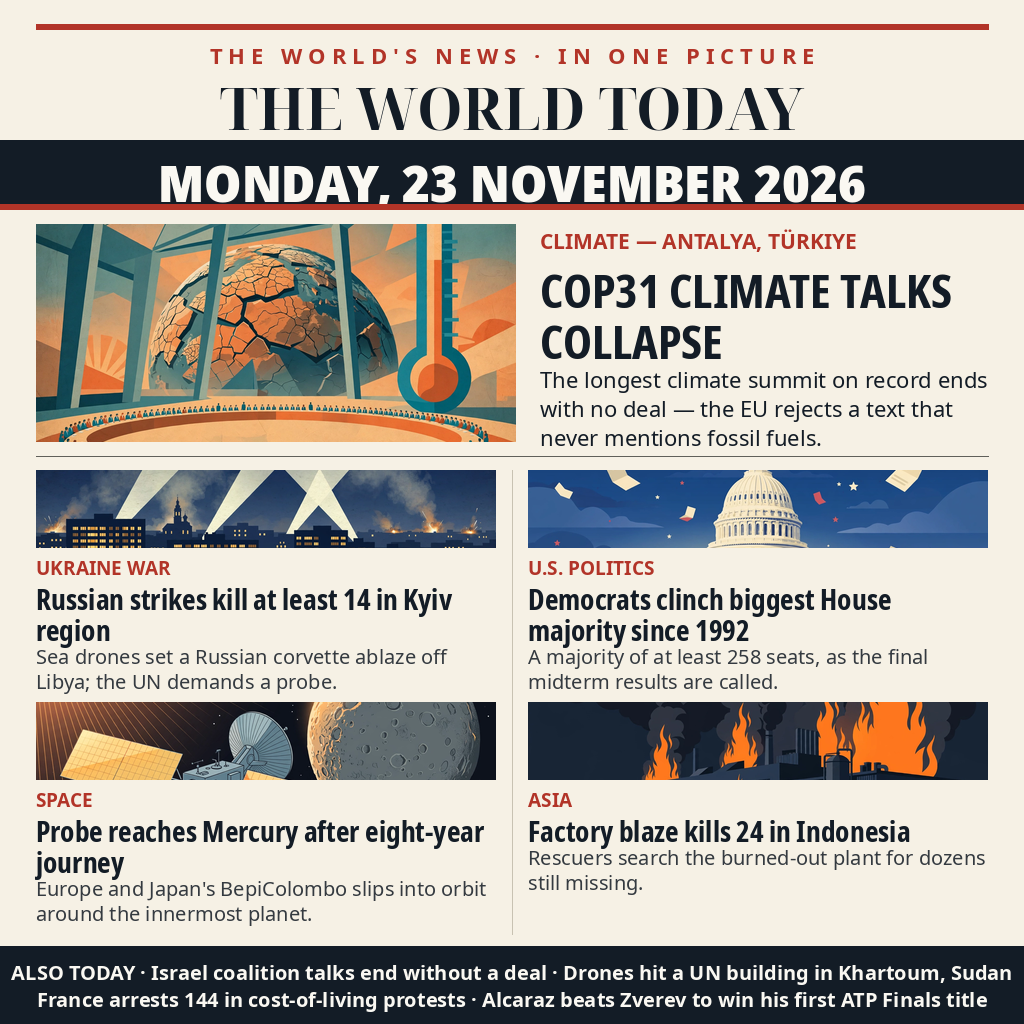 THE WORLD'S NEWS · IN ONE PICTURE
THE WORLD TODAY
MONDAY, 23 NOVEMBER 2026
CLIMATE — ANTALYA, TÜRKIYE
COP31 CLIMATE TALKS
COLLAPSE
The longest climate summit on record ends
with no deal — the EU rejects a text that
never mentions fossil fuels.
UKRAINE WAR
Russian strikes kill at least 14 in Kyiv
region
Sea drones set a Russian corvette ablaze off
Libya; the UN demands a probe.
U.S. POLITICS
Democrats clinch biggest House
majority since 1992
A majority of at least 258 seats, as the final
midterm results are called.
SPACE
Probe reaches Mercury after eight-year
journey
Europe and Japan's BepiColombo slips into orbit
around the innermost planet.
ASIA
Factory blaze kills 24 in Indonesia
Rescuers search the burned-out plant for dozens
still missing.
ALSO TODAY · Israel coalition talks end without a deal · Drones hit a UN building in Khartoum, Sudan
France arrests 144 in cost-of-living protests · Alcaraz beats Zverev to win his first ATP Finals title